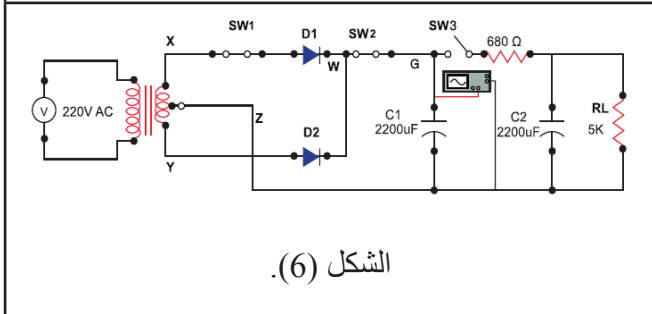 SW1 D1 SW2 SW3
X W G 680 Ω
V 220V AC
Z
C1
2200uF
C2
2200uF
RL
5K
D2
Y
الشكل (6).